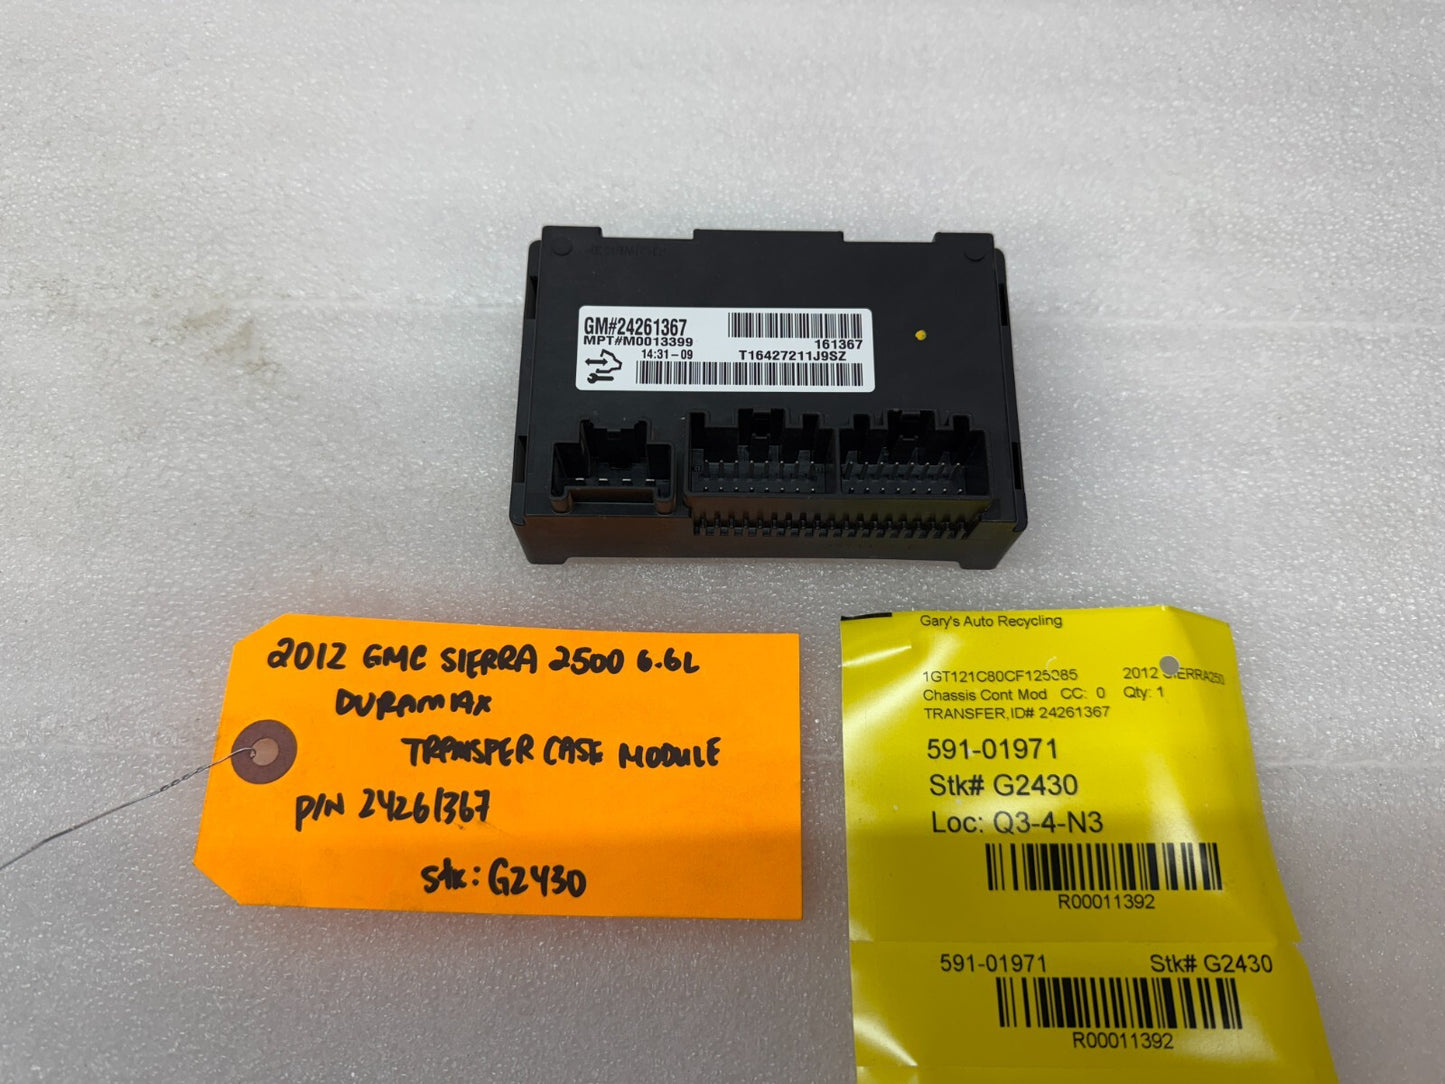 GM#24261367
MPT#M0013399
14:31-09
161367
T16427211J9SZ
2012 GMC SIERRA 2500 6.6L
DURAMAX
TRANSFER CASE MODULE
P/N 24261367
Stk: G2430
Gary's Auto Recycling
1GT121C80CF125385 2012 SIERRA250
Chassis Cont Mod CC: 0 Qty: 1
TRANSFER,ID# 24261367
591-01971
Stk# G2430
Loc: Q3-4-N3
R00011392
591-01971 Stk# G2430
R00011392